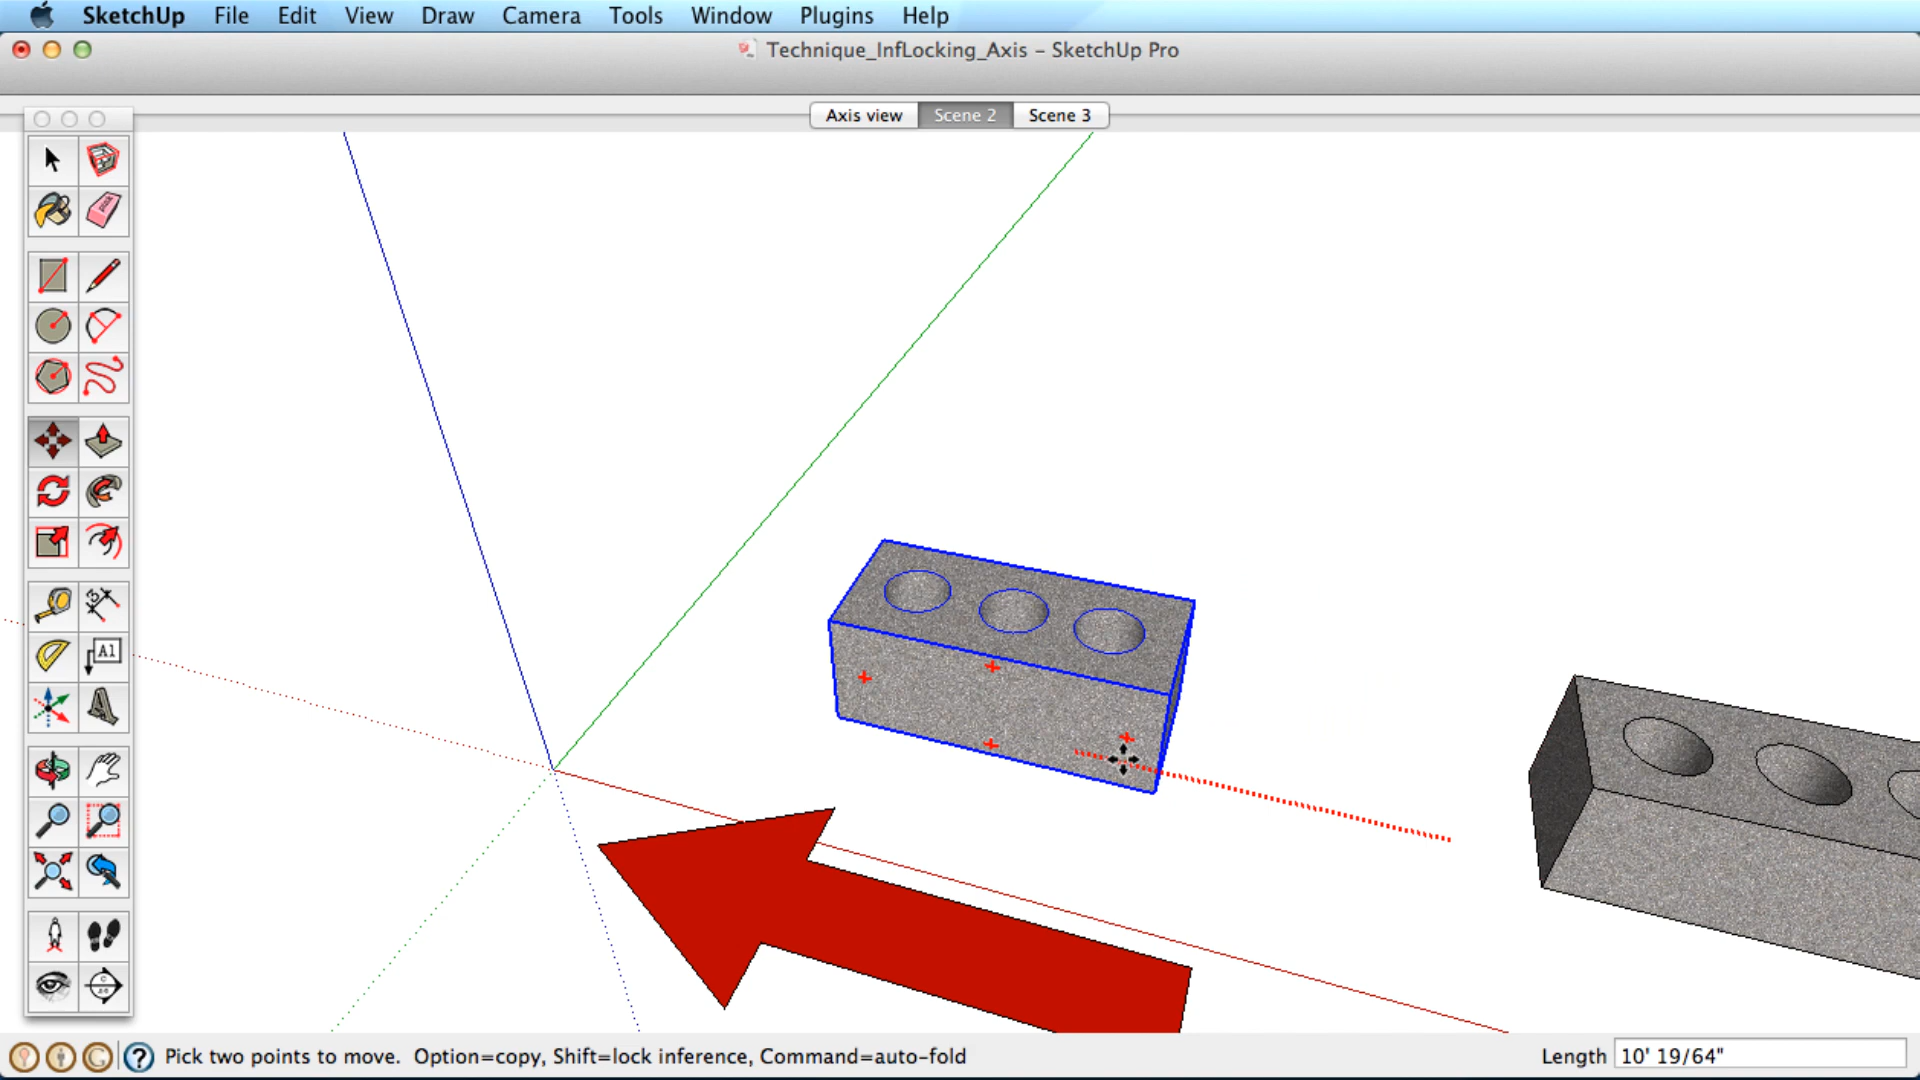 SketchUp File Edit View Draw Camera Tools Window Plugins Help
Technique_InfLocking_Axis – SketchUp Pro
Axis view Scene 2 Scene 3
A1
Pick two points to move. Option=copy, Shift=lock inference, Command=auto-fold
Length 10' 19/64"